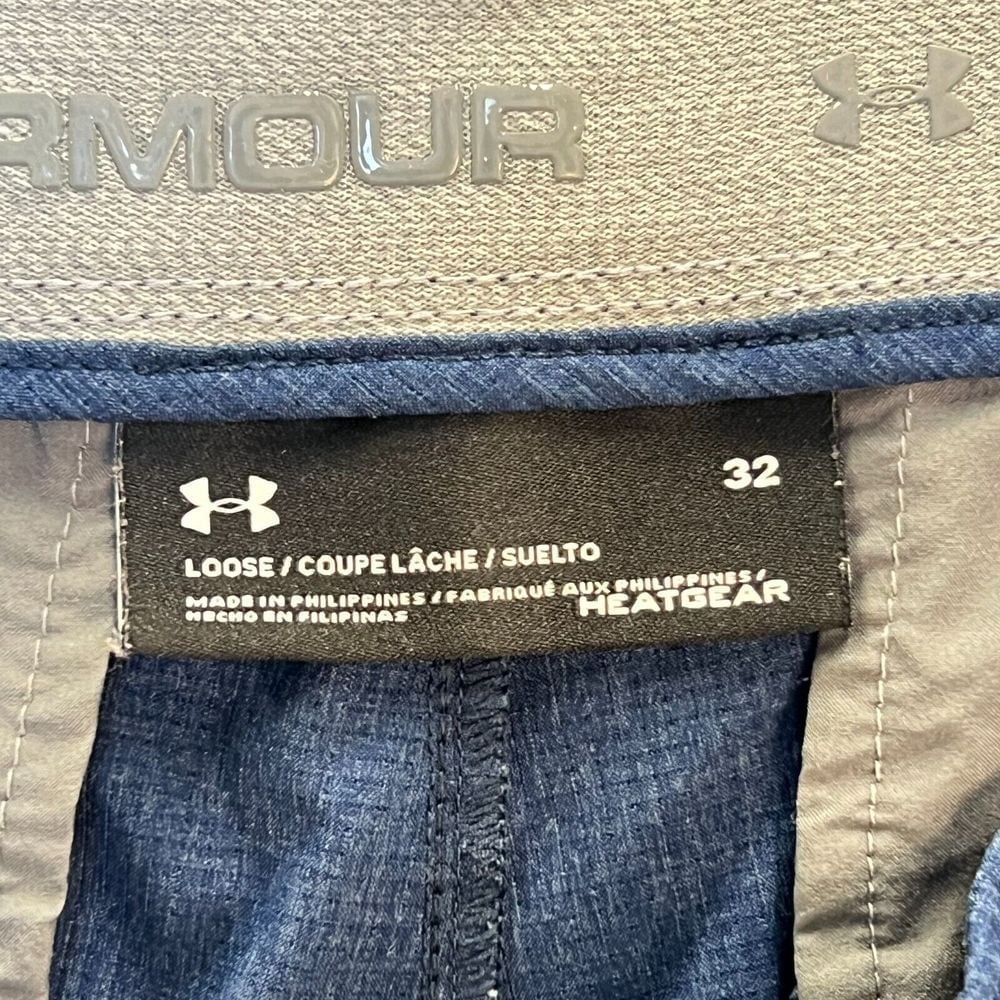 RMOUR
32
LOOSE / COUPE LÂCHE / SUELTO
MADE IN PHILIPPINES / FABRIQUÉ AUX PHILIPPINES /
HECHO EN FILIPINAS
HEATGEAR